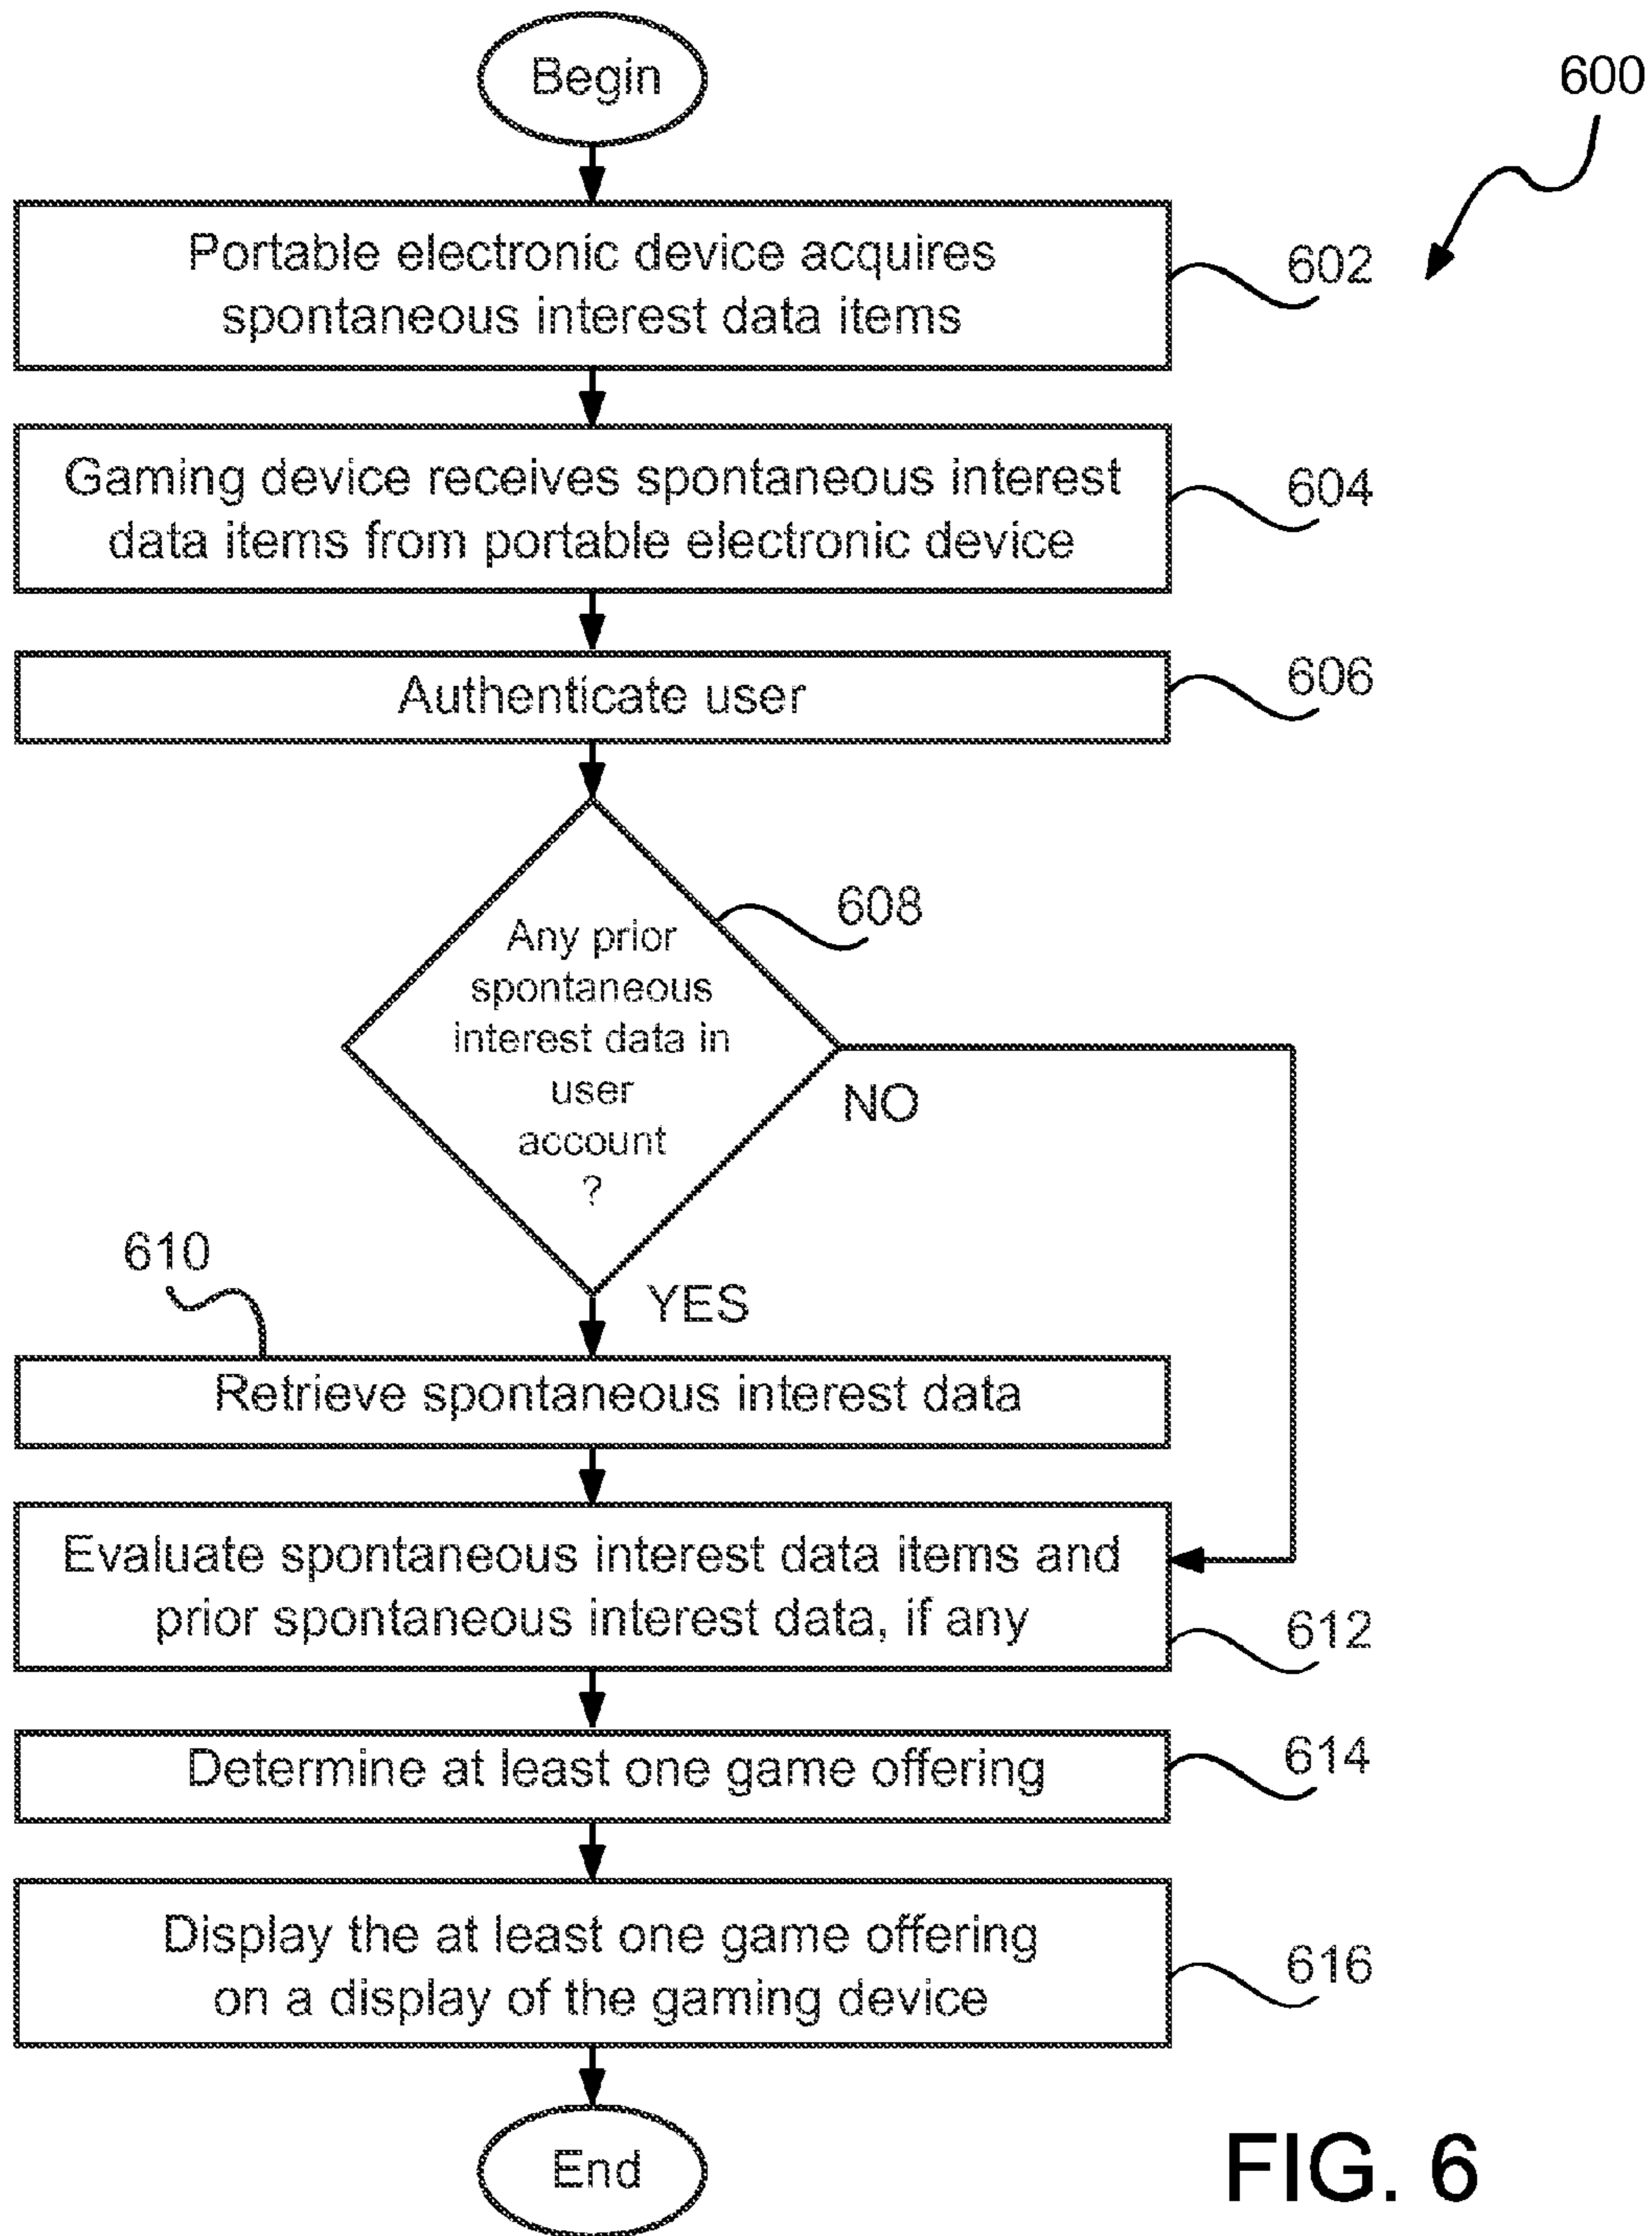 Begin
600
Portable electronic device acquires
spontaneous interest data items
602
Gaming device receives spontaneous interest
data items from portable electronic device
604
Authenticate user
606
608
Any prior
spontaneous
interest data in
user
account
?
NO
YES
610
Retrieve spontaneous interest data
Evaluate spontaneous interest data items and
prior spontaneous interest data, if any
612
Determine at least one game offering
614
Display the at least one game offering
on a display of the gaming device
616
End
FIG. 6